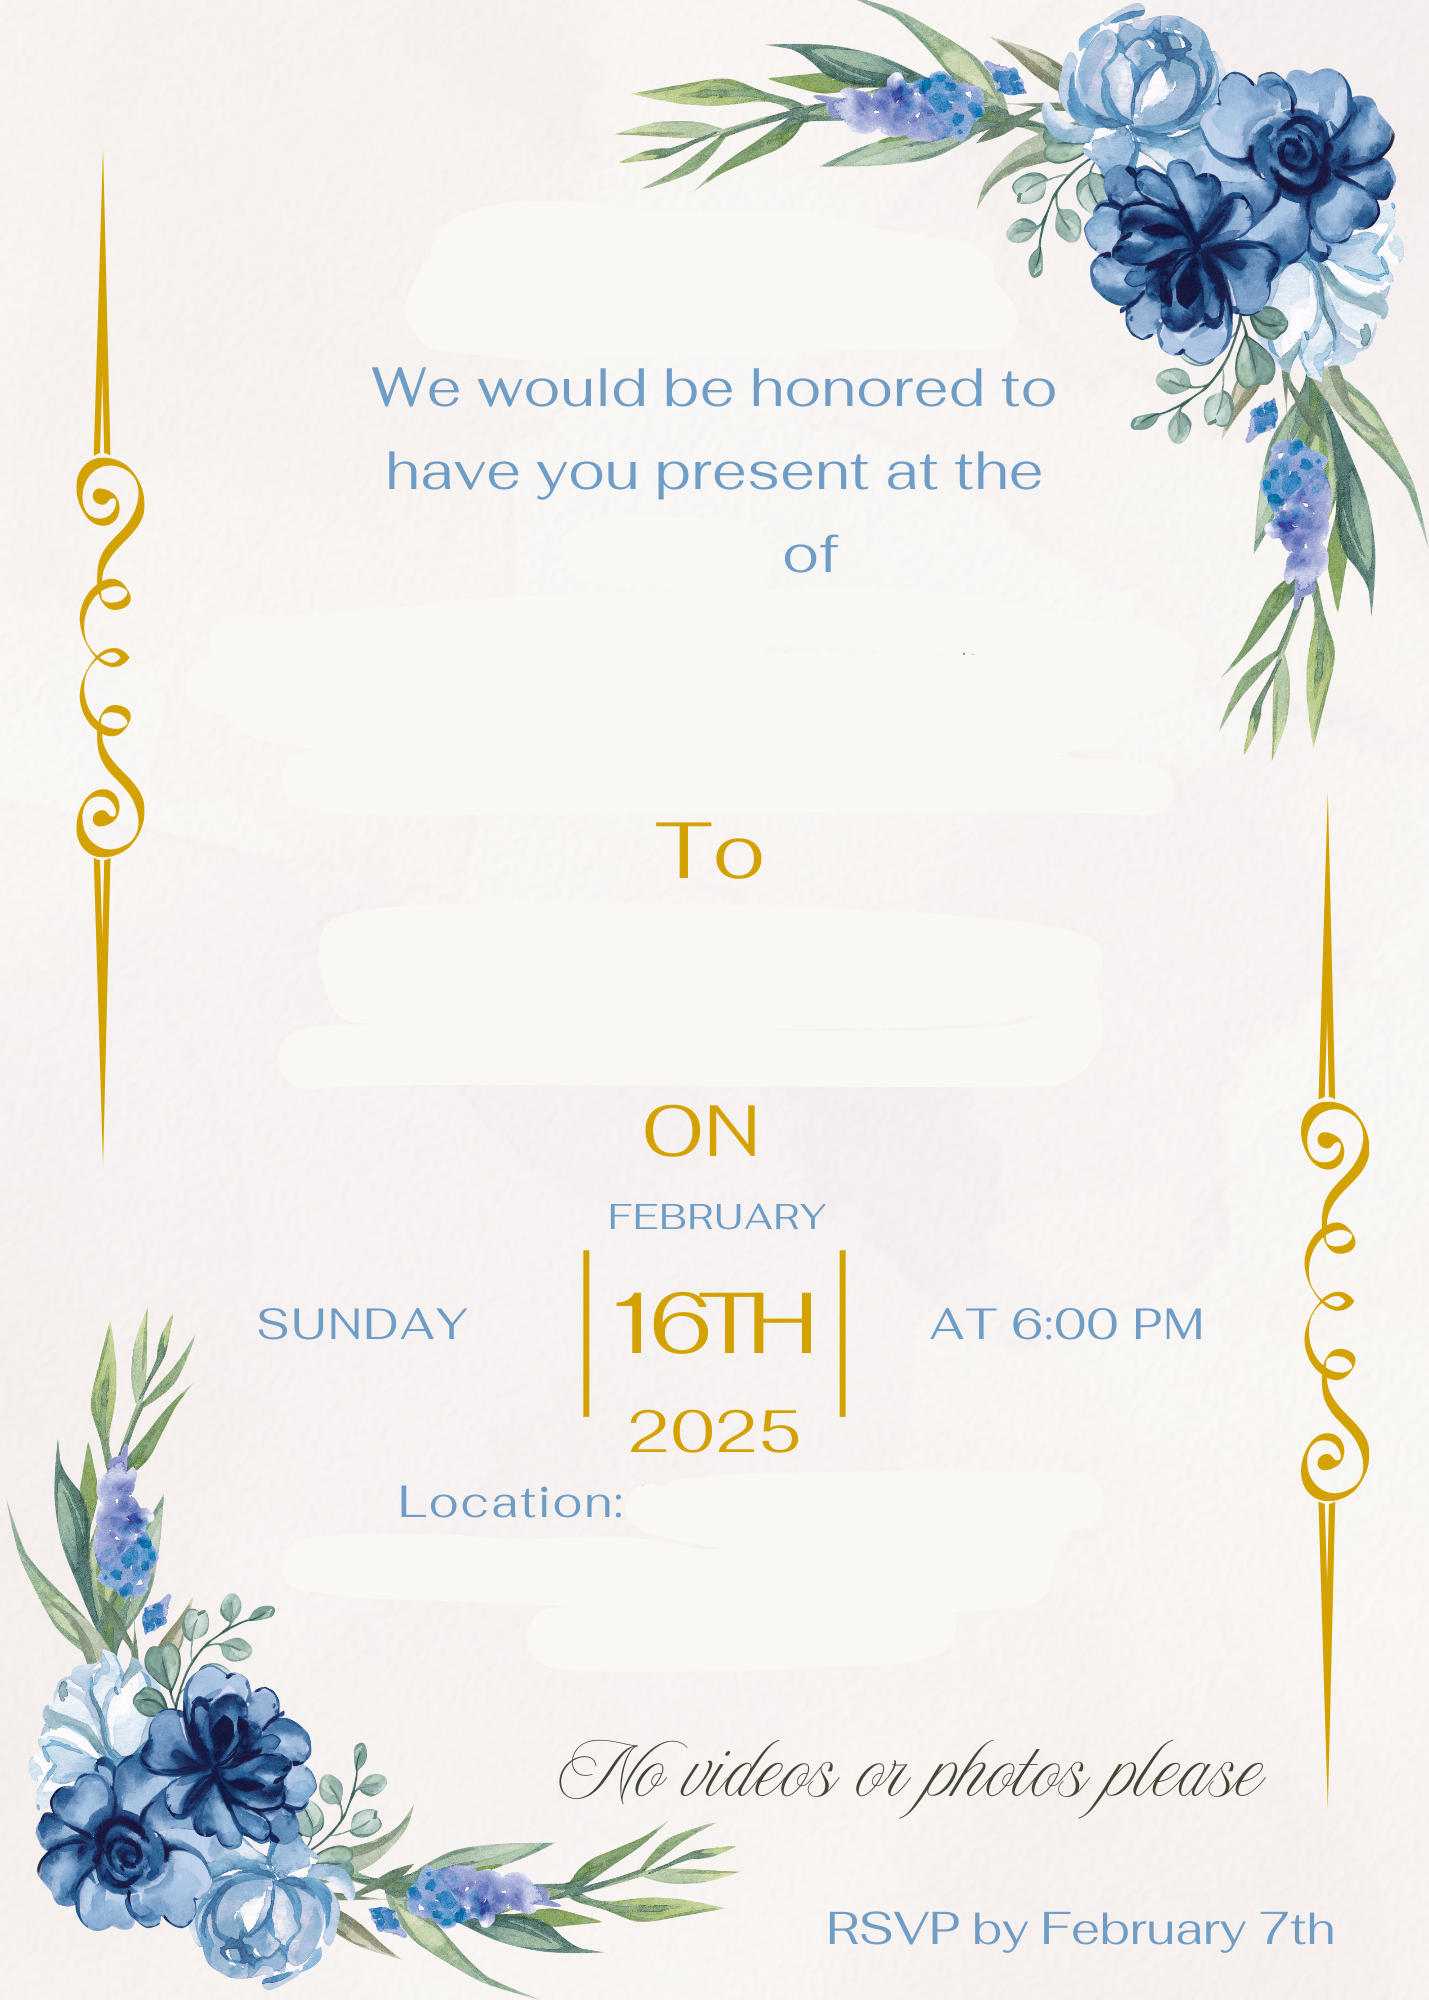 We would be honored to
have you present at the
of
To
ON
FEBRUARY
SUNDAY
16TH
AT 6:00 PM
2025
Location:
No videos or photos please
RSVP by February 7th